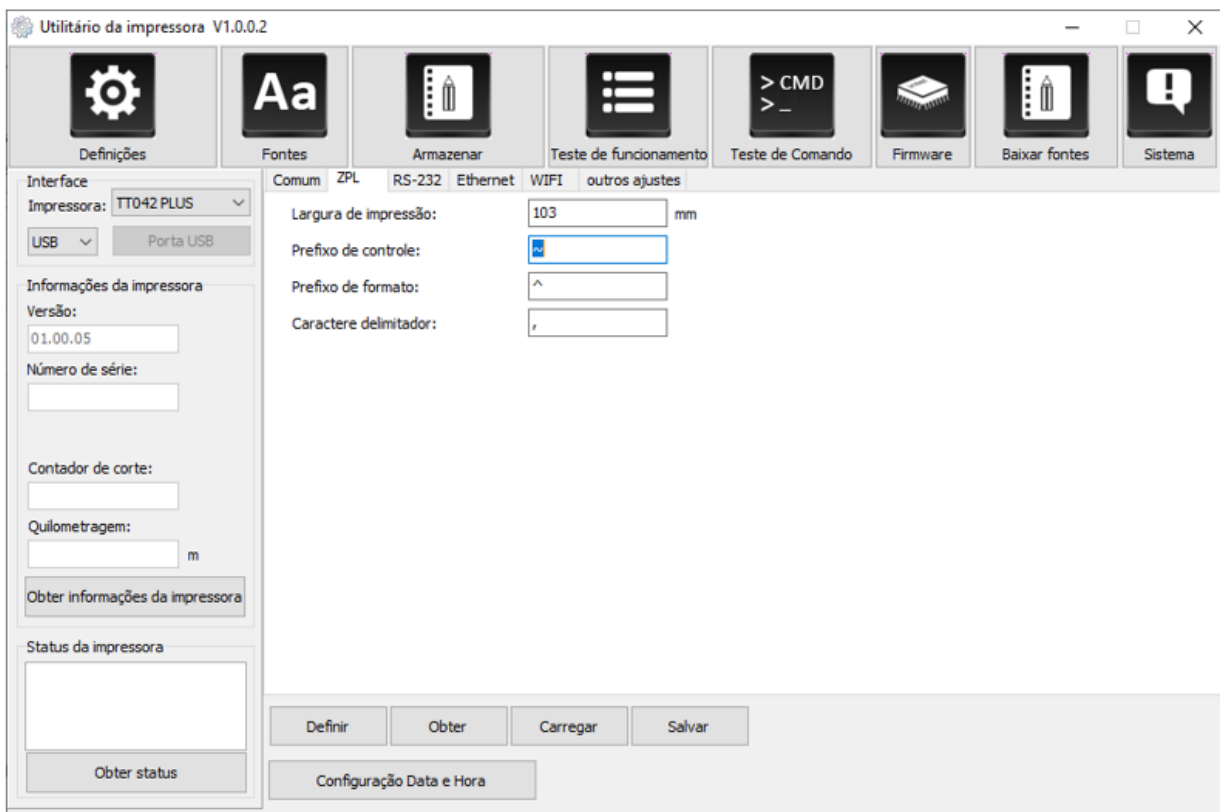 Utilitário da impressora V1.0.0.2
Aa
> CMD
> _
Definições
Fontes
Armazenar
Teste de funcionamento
Teste de Comando
Firmware
Baixar fontes
Sistema
Interface
Impressora: TT042 PLUS
USB Porta USB
Informações da impressora
Versão:
01.00.05
Número de série:
Contador de corte:
Quilometragem:
m
Obter informações da impressora
Status da impressora
Obter status
Comum ZPL RS-232 Ethernet WIFI outros ajustes
Largura de impressão: 103 mm
Prefixo de controle: ~
Prefixo de formato: ^
Caractere delimitador: ,
Definir Obter Carregar Salvar
Configuração Data e Hora